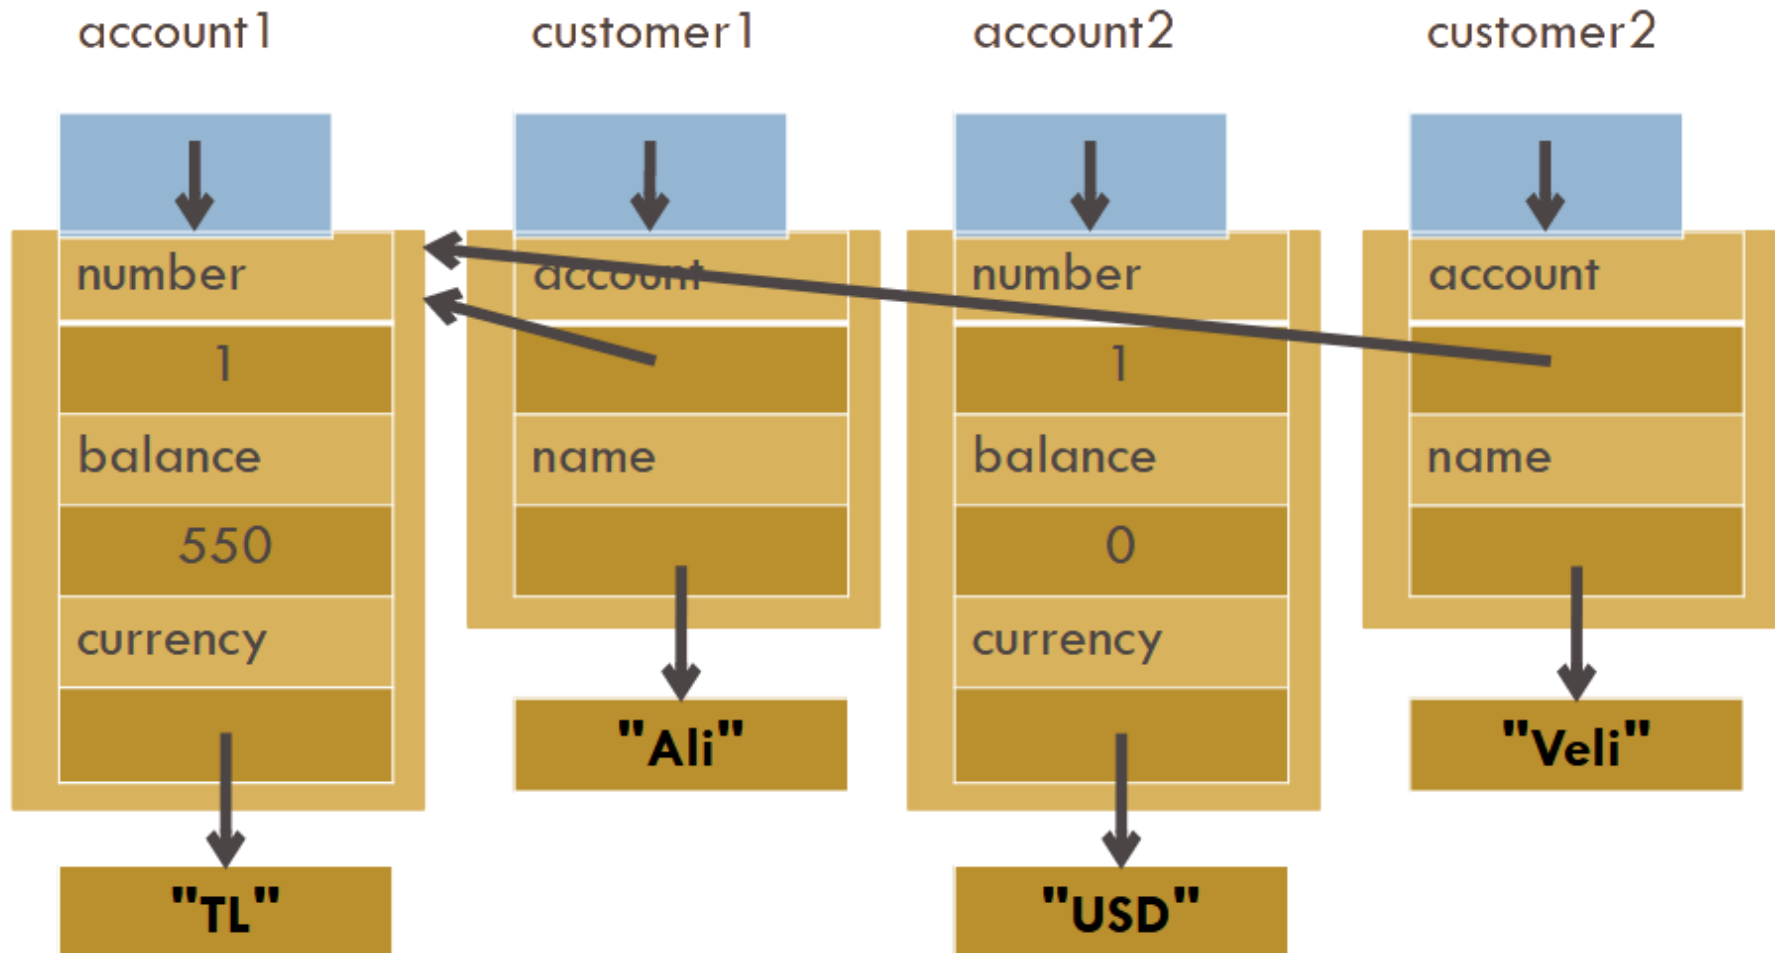 account1 customer1 account2 customer2
number account number account
1 1
balance name balance name
550 0
currency currency
"Ali" "Veli"
"TL" "USD"